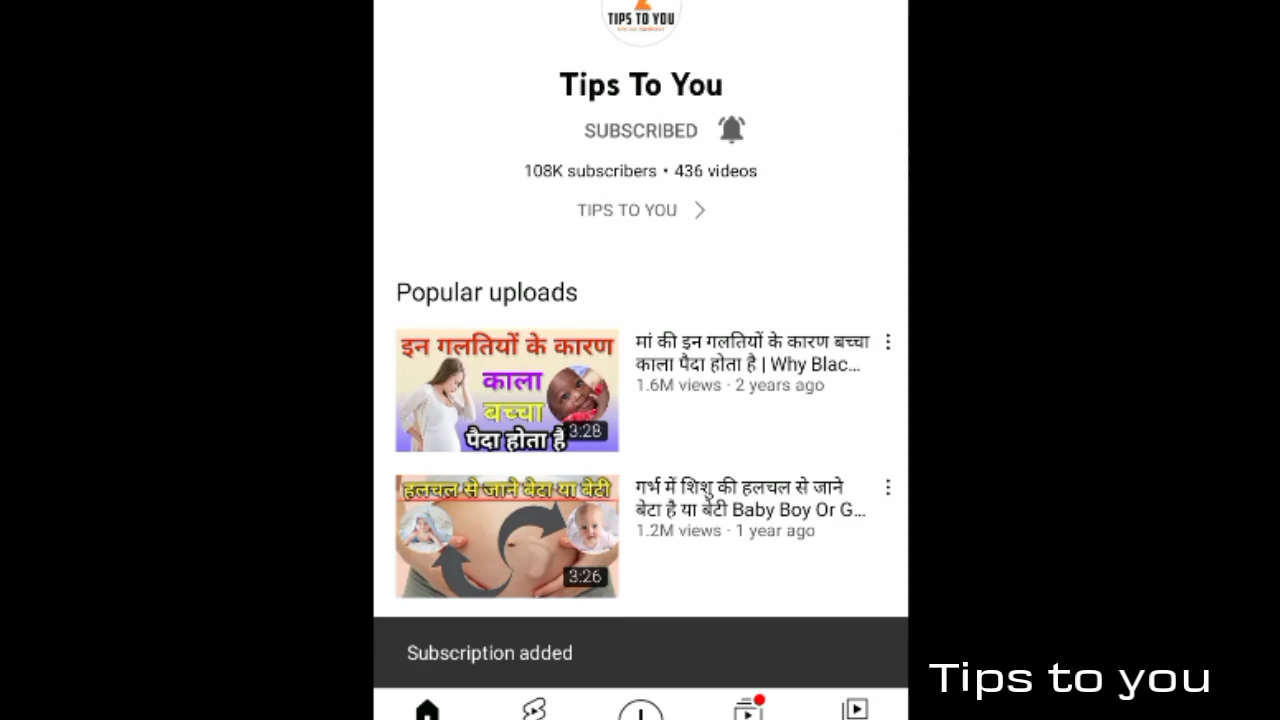 TIPS TO YOU
Tips To You
SUBSCRIBED
108K subscribers • 436 videos
TIPS TO YOU
Popular uploads
इन गलतियों के कारण
काला
बच्चा
पैदा होता है
3:28
मां की इन गलतियों के कारण बच्चा
काला पैदा होता है | Why Blac...
1.6M views · 2 years ago
हलचल से जाने बेटा या बेटी
3:26
गर्भ में शिशु की हलचल से जाने
बेटा है या बेटी Baby Boy Or G...
1.2M views · 1 year ago
Subscription added
Tips to you